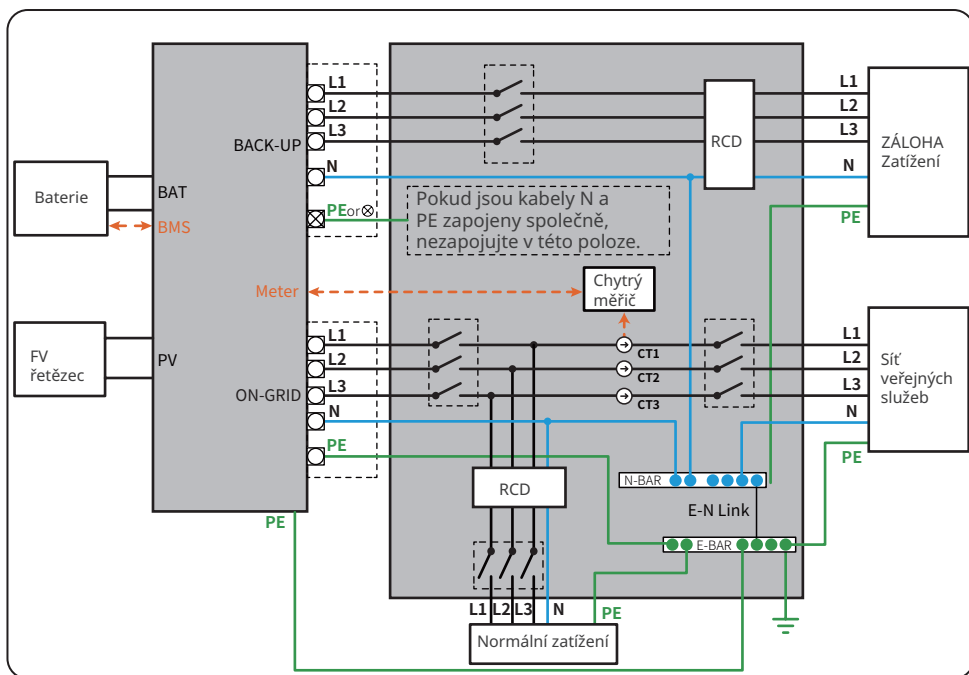 L1
L2
L3
N
PE or
BACK-UP
Baterie
BAT
BMS
Pokud jsou kabely N a
PE zapojeny společně,
nezapojujte v této poloze.
RCD
L1
L2
L3
N
PE
ZÁLOHA
Zatížení
Meter
Chytrý
měřič
FV
řetězec
PV
ON-GRID
L1
L2
L3
N
PE
CT1
CT2
CT3
L1
L2
L3
N
PE
Síť
veřejných
služeb
RCD
N-BAR
E-N Link
E-BAR
PE
L1 L2 L3 N PE
Normální zatížení